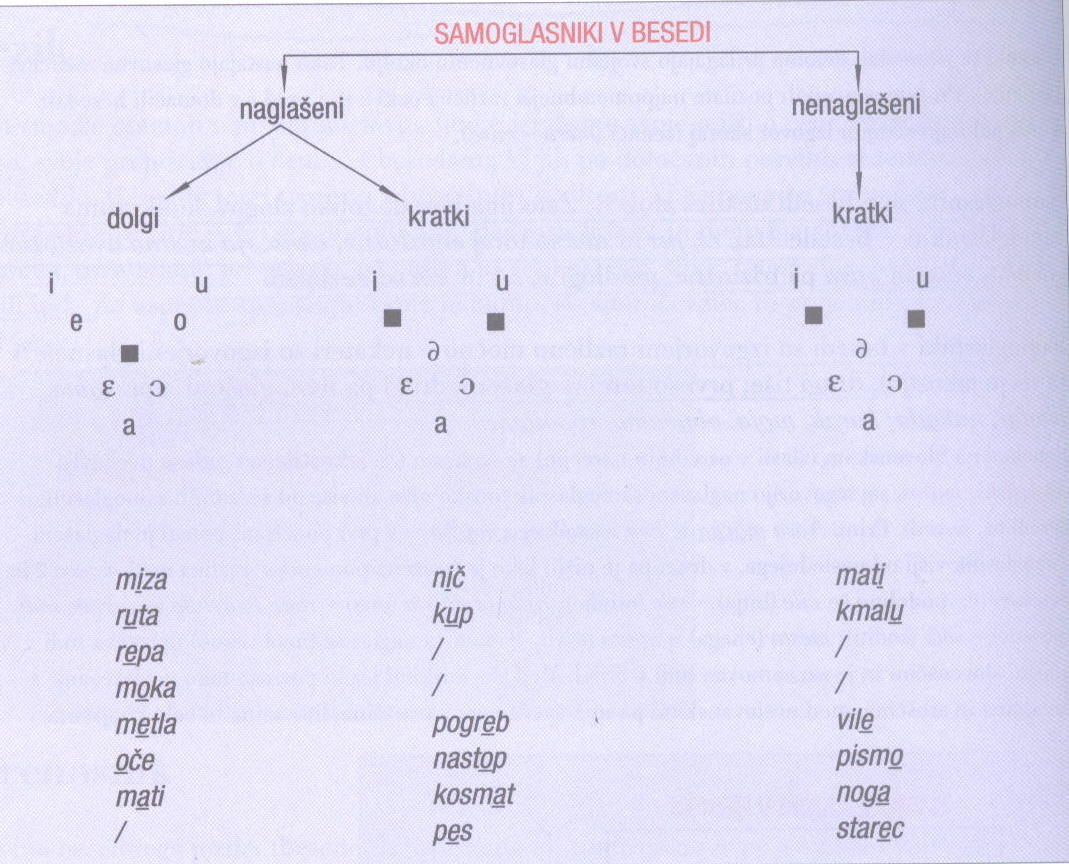 SAMOGLASNIKI V BESEDI
naglašeni nenaglašeni
dolgi kratki kratki
i u i u u
e o ■ ■ ■ ■
■ ə ə
ɛ ɔ ɛ ɔ ɛ ɔ
a a a
miza nič mati
ruta kup kmalu
repa / /
moka / /
metla pogreb vile
oče nastop pismo
mati kosmat noga
/ pes starec